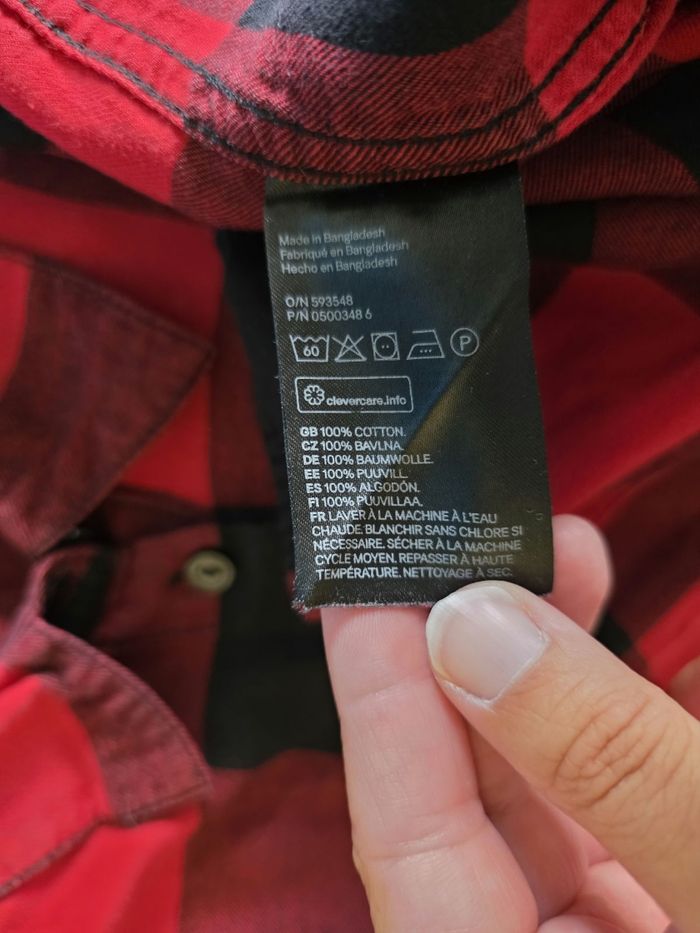 Made in Bangladesh
Fabriqué en Bangladesh
Hecho en Bangladesh
O/N 593548
P/N 0500348 6
60 P
clevercare.info
GB 100% COTTON.
CZ 100% BAVLNA.
DE 100% BAUMWOLLE.
EE 100% PUUVILL.
ES 100% ALGODÓN.
FI 100% PUUVILLAA.
FR LAVER À LA MACHINE À L'EAU
CHAUDE. BLANCHIR SANS CHLORE SI
NÉCESSAIRE. SÉCHER À LA MACHINE
CYCLE MOYEN. REPASSER À HAUTE
TEMPÉRATURE. NETTOYAGE À SEC.